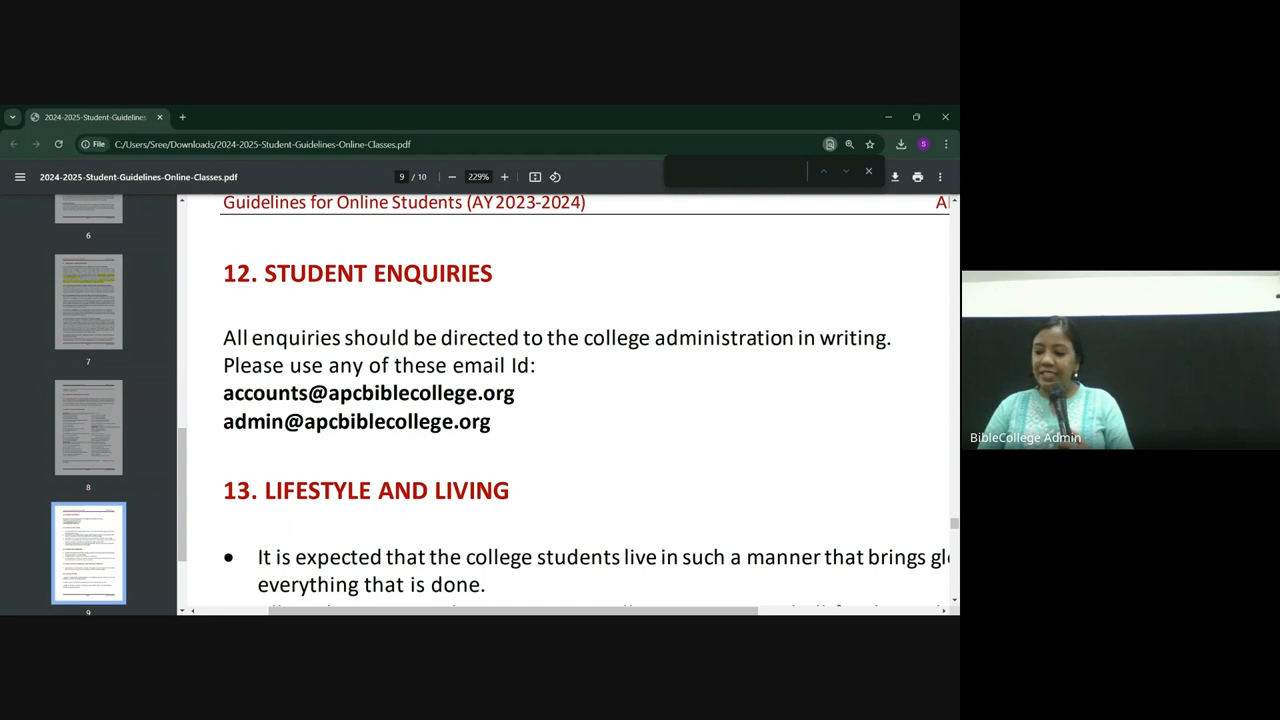 2024-2025-Student-Guidelines
File
C:/Users/Sree/Downloads/2024-2025-Student-Guidelines-Online-Classes.pdf
S
2024-2025-Student-Guidelines-Online-Classes.pdf
9 / 10
229%
6
7
8
9
Guidelines for Online Students (AY 2023-2024)
12. STUDENT ENQUIRIES
All enquiries should be directed to the college administration in writing.
Please use any of these email Id:
accounts@apcbiblecollege.org
admin@apcbiblecollege.org
13. LIFESTYLE AND LIVING
It is expected that the college students live in such a manner that brings
everything that is done.
BibleCollege Admin